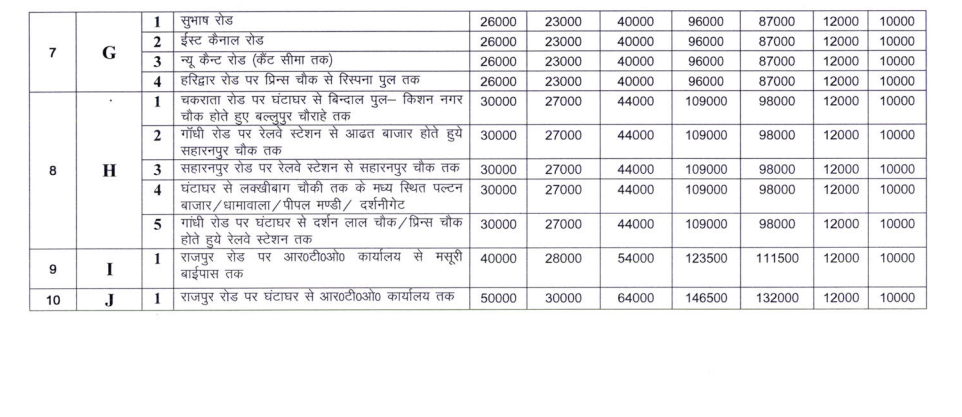 7 G 1 सुभाष रोड 26000 23000 40000 96000 87000 12000 10000
2 ईस्ट कैनाल रोड 26000 23000 40000 96000 87000 12000 10000
3 न्यू कैन्ट रोड (कैंट सीमा तक) 26000 23000 40000 96000 87000 12000 10000
4 हरिद्वार रोड पर प्रिन्स चौक से रिस्पना पुल तक 26000 23000 40000 96000 87000 12000 10000
8 H 1 चकराता रोड पर घंटाघर से बिन्दाल पुल– किशन नगर 30000 27000 44000 109000 98000 12000 10000
चौक होते हुए बल्लुपुर चौराहे तक
2 गॉंधी रोड पर रेलवे स्टेशन से आढत बाजार होते हुये 30000 27000 44000 109000 98000 12000 10000
सहारनपुर चौक तक
3 सहारनपुर रोड पर रेलवे स्टेशन से सहारनपुर चौक तक 30000 27000 44000 109000 98000 12000 10000
4 घंटाघर से लक्खीबाग चौकी तक के मध्य स्थित पल्टन 30000 27000 44000 109000 98000 12000 10000
बाजार/धामावाला/पीपल मण्डी/ दर्शनीगेट
5 गांधी रोड पर घंटाघर से दर्शन लाल चौक/प्रिन्स चौक 30000 27000 44000 109000 98000 12000 10000
होते हुये रेलवे स्टेशन तक
9 I 1 राजपुर रोड पर आर0टी0ओ0 कार्यालय से मसूरी 40000 28000 54000 123500 111500 12000 10000
बाईपास तक
10 J 1 राजपुर रोड पर घंटाघर से आर0टी0ओ0 कार्यालय तक 50000 30000 64000 146500 132000 12000 10000